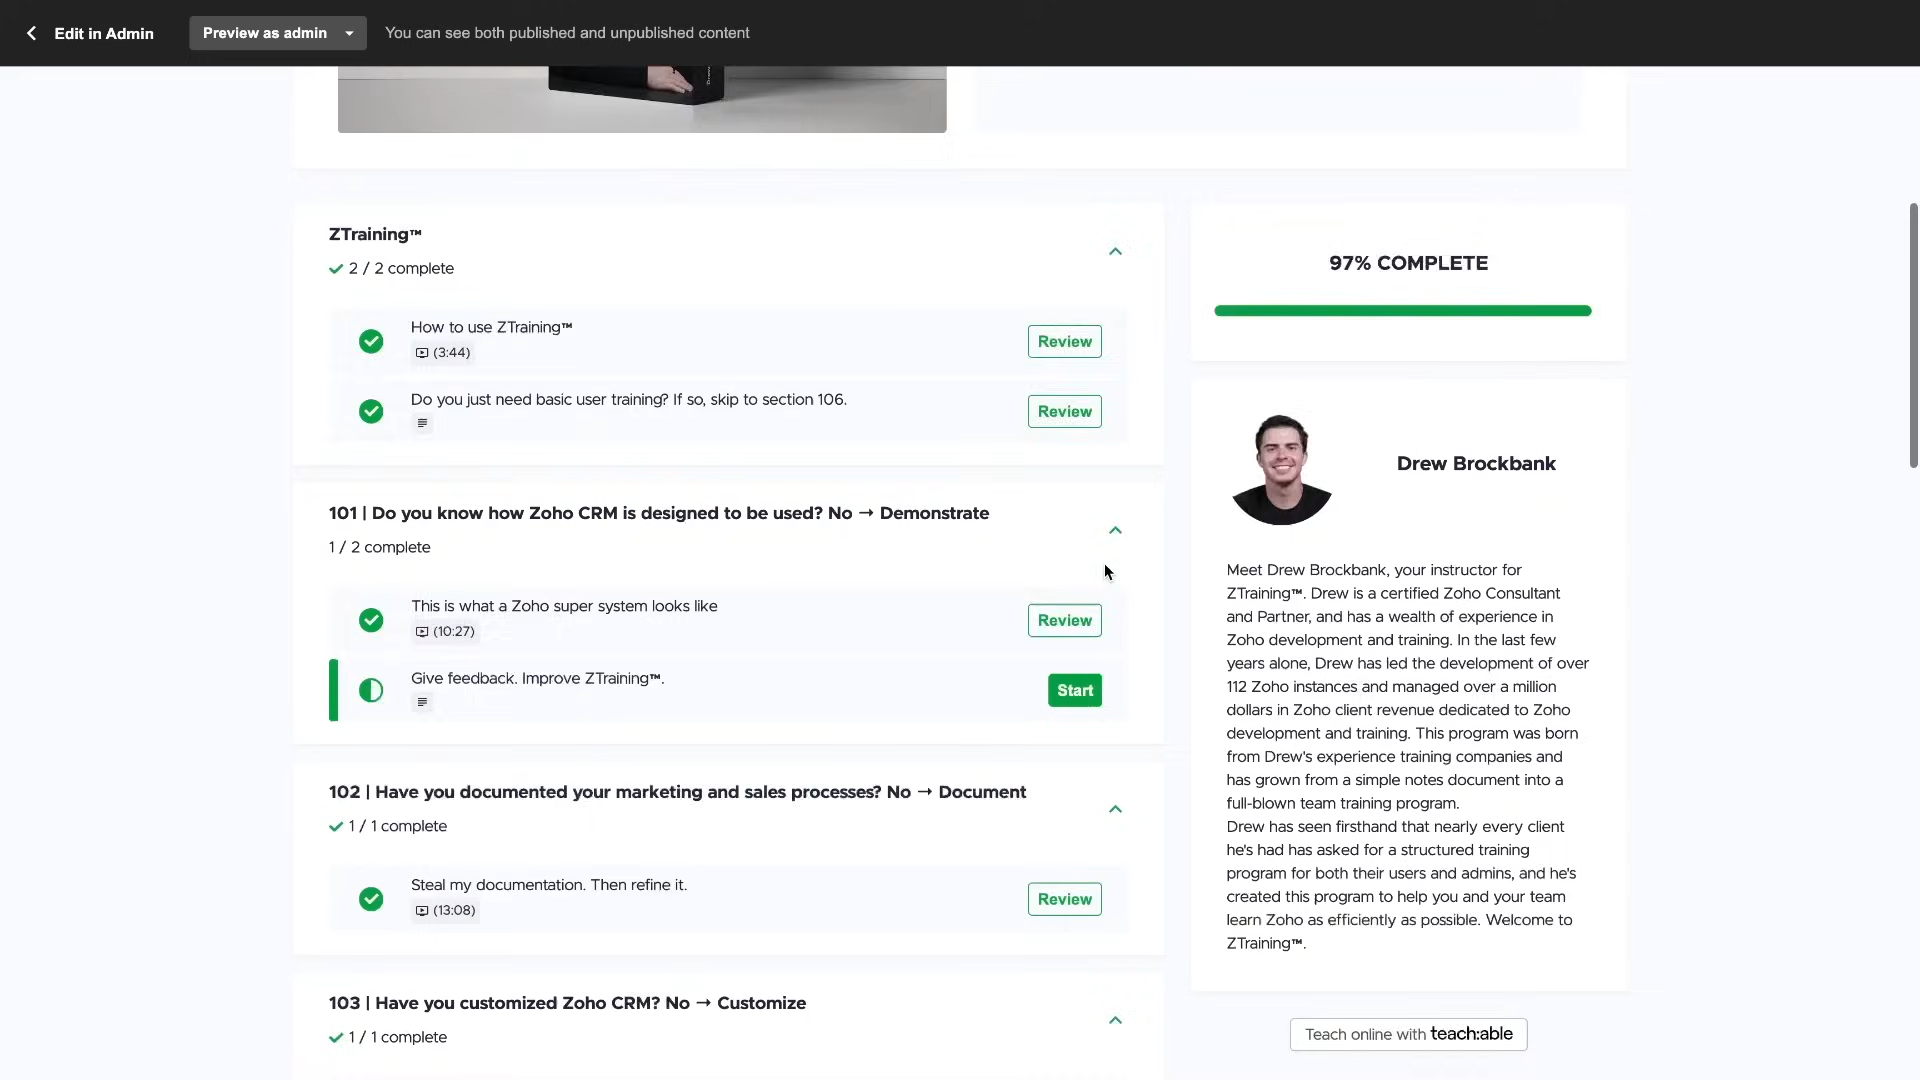 Edit in Admin
Preview as admin
You can see both published and unpublished content
ZTraining™
2 / 2 complete
How to use ZTraining™
(3:44)
Review
Do you just need basic user training? If so, skip to section 106.
Review
101 | Do you know how Zoho CRM is designed to be used? No → Demonstrate
1 / 2 complete
This is what a Zoho super system looks like
(10:27)
Review
Give feedback. Improve ZTraining™.
Start
102 | Have you documented your marketing and sales processes? No → Document
1 / 1 complete
Steal my documentation. Then refine it.
(13:08)
Review
103 | Have you customized Zoho CRM? No → Customize
1 / 1 complete
97% COMPLETE
Drew Brockbank
Meet Drew Brockbank, your instructor for
ZTraining™. Drew is a certified Zoho Consultant
and Partner, and has a wealth of experience in
Zoho development and training. In the last few
years alone, Drew has led the development of over
112 Zoho instances and managed over a million
dollars in Zoho client revenue dedicated to Zoho
development and training. This program was born
from Drew's experience training companies and
has grown from a simple notes document into a
full-blown team training program.
Drew has seen firsthand that nearly every client
he's had has asked for a structured training
program for both their users and admins, and he's
created this program to help you and your team
learn Zoho as efficiently as possible. Welcome to
ZTraining™.
Teach online with teach:able